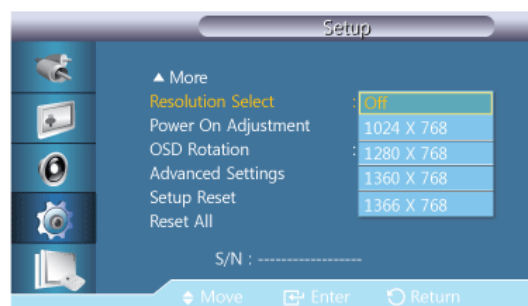 Setup
▲ More
Resolution Select : Off
Power On Adjustment 1024 X 768
OSD Rotation : 1280 X 768
Advanced Settings 1360 X 768
Setup Reset 1366 X 768
Reset All
S/N : ------------------
Move Enter Return